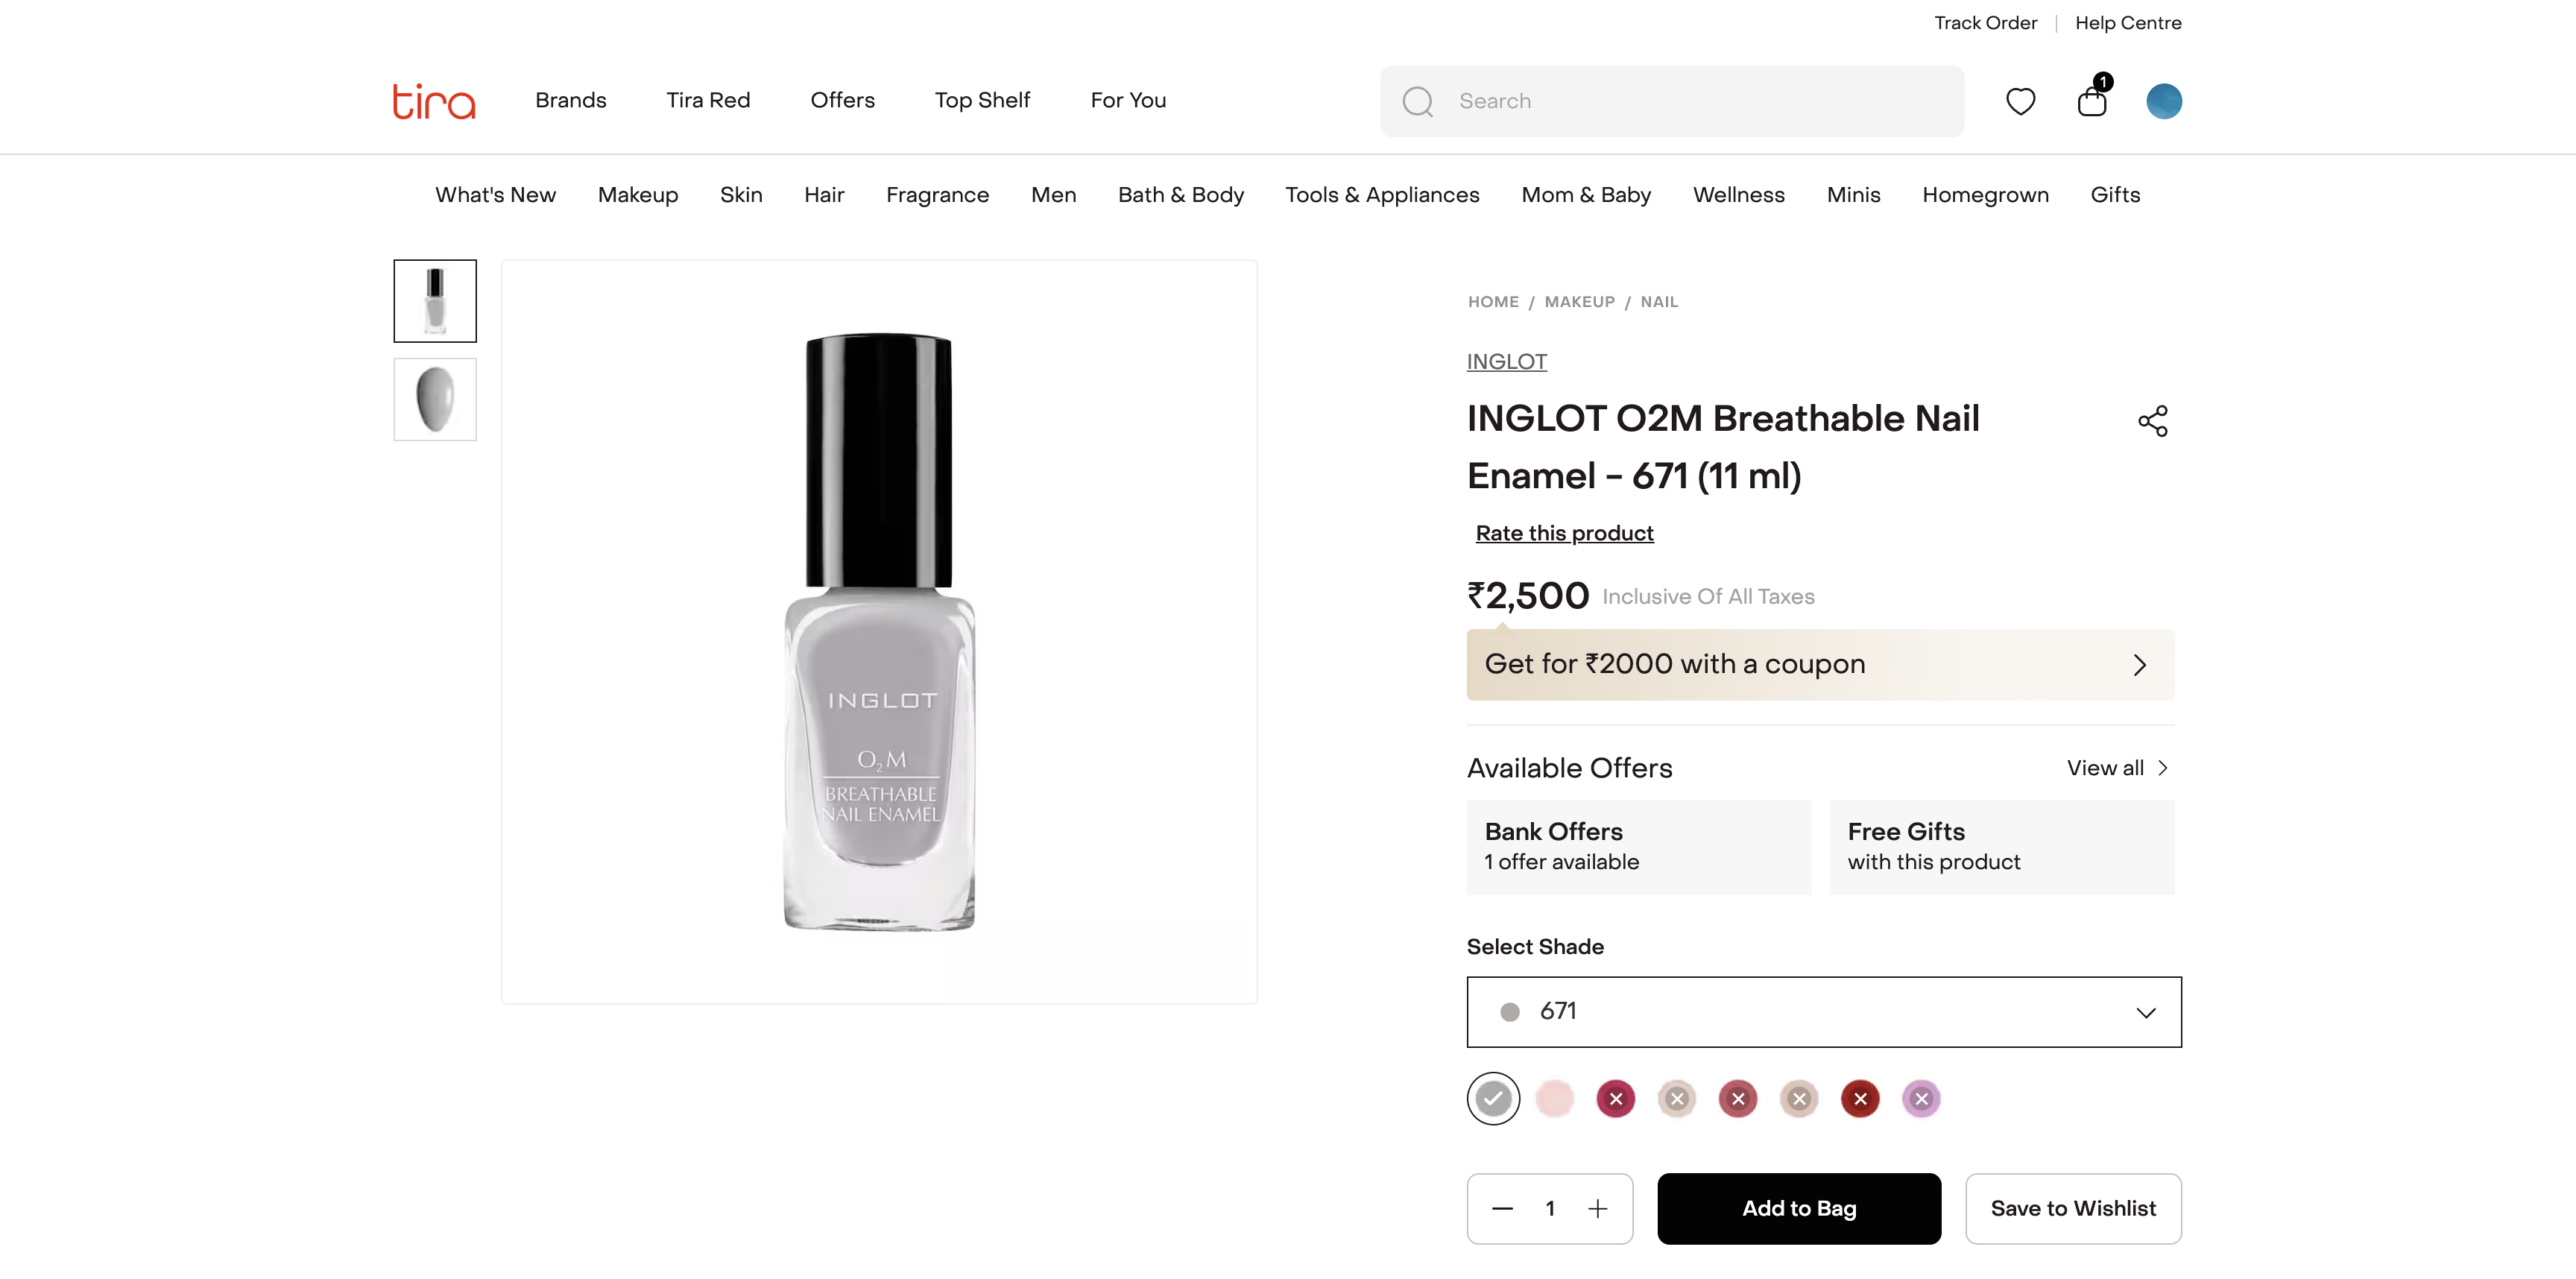 Track Order | Help Centre
tira
Brands
Tira Red
Offers
Top Shelf
For You
Search
1
What's New
Makeup
Skin
Hair
Fragrance
Men
Bath & Body
Tools & Appliances
Mom & Baby
Wellness
Minis
Homegrown
Gifts
INGLOT
O₂M
BREATHABLE
NAIL ENAMEL
HOME / MAKEUP / NAIL
INGLOT
INGLOT O2M Breathable Nail
Enamel - 671 (11 ml)
Rate this product
₹2,500 Inclusive Of All Taxes
Get for ₹2000 with a coupon
Available Offers
View all
Bank Offers
1 offer available
Free Gifts
with this product
Select Shade
671
1
Add to Bag
Save to Wishlist